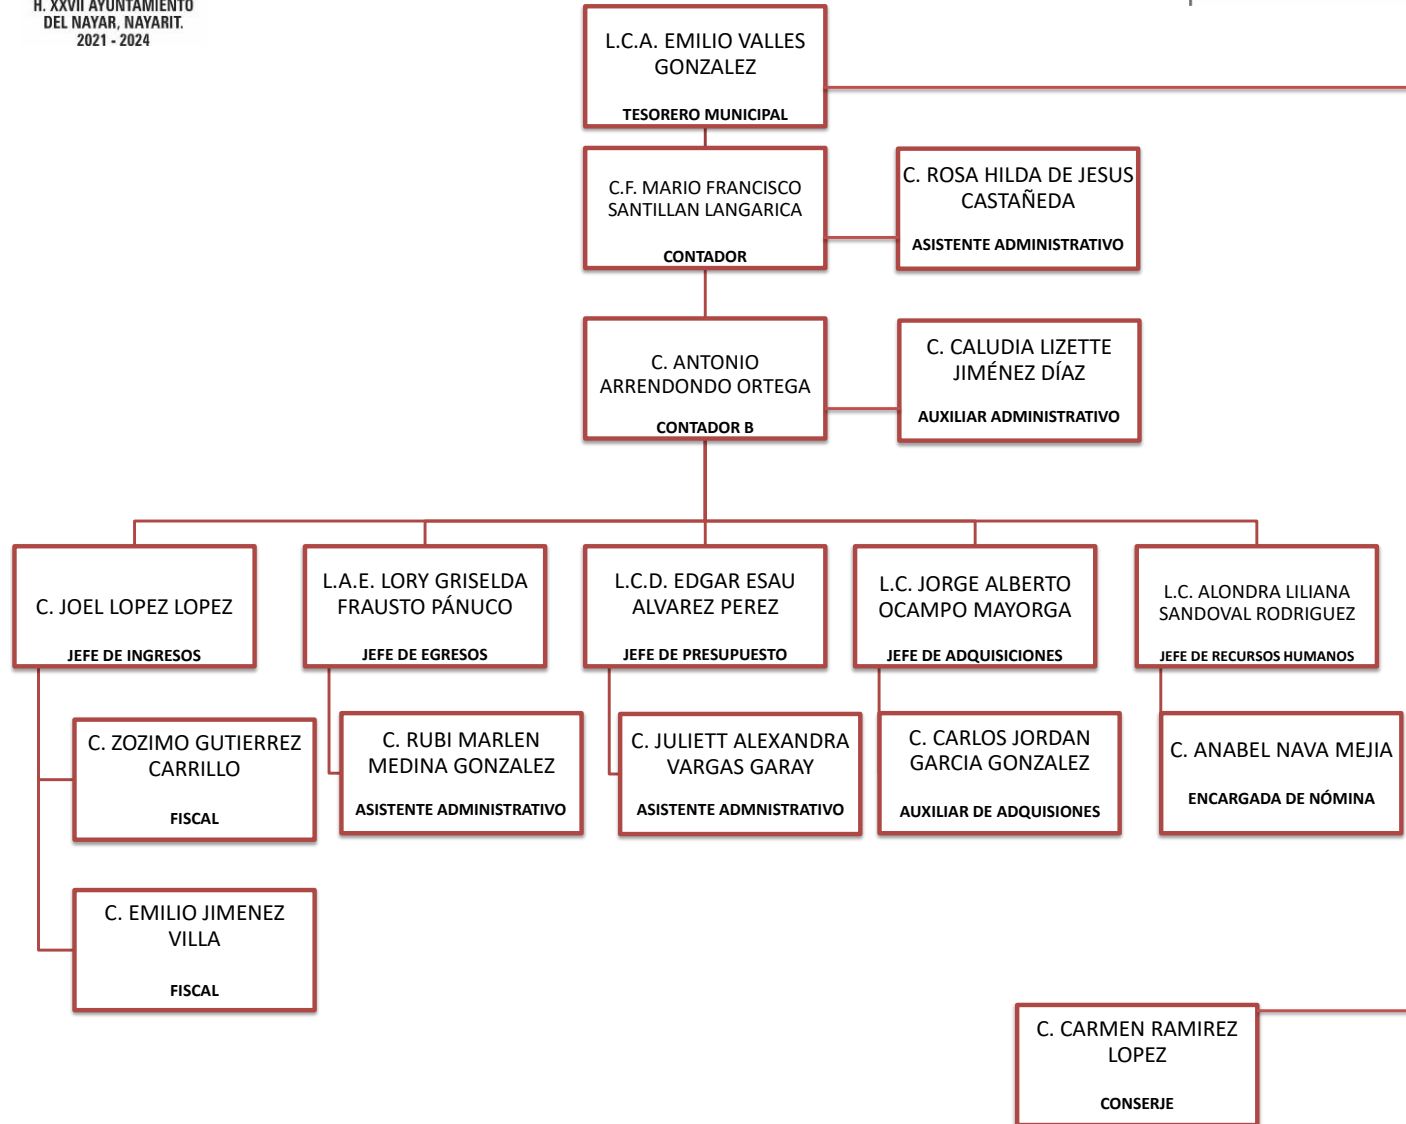 H. XXVII AYUNTAMIENTO
DEL NAYAR, NAYARIT.
2021 - 2024
L.C.A. EMILIO VALLES
GONZALEZ
TESORERO MUNICIPAL
C.F. MARIO FRANCISCO
SANTILLAN LANGARICA
CONTADOR
C. ROSA HILDA DE JESUS
CASTAÑEDA
ASISTENTE ADMINISTRATIVO
C. ANTONIO
ARRENDONDO ORTEGA
CONTADOR B
C. CALUDIA LIZETTE
JIMÉNEZ DÍAZ
AUXILIAR ADMINISTRATIVO
C. JOEL LOPEZ LOPEZ
JEFE DE INGRESOS
L.A.E. LORY GRISELDA
FRAUSTO PÁNUCO
JEFE DE EGRESOS
L.C.D. EDGAR ESAU
ALVAREZ PEREZ
JEFE DE PRESUPUESTO
L.C. JORGE ALBERTO
OCAMPO MAYORGA
JEFE DE ADQUISICIONES
L.C. ALONDRA LILIANA
SANDOVAL RODRIGUEZ
JEFE DE RECURSOS HUMANOS
C. ZOZIMO GUTIERREZ
CARRILLO
FISCAL
C. RUBI MARLEN
MEDINA GONZALEZ
ASISTENTE ADMINISTRATIVO
C. JULIETT ALEXANDRA
VARGAS GARAY
ASISTENTE ADMNISTRATIVO
C. CARLOS JORDAN
GARCIA GONZALEZ
AUXILIAR DE ADQUISIONES
C. ANABEL NAVA MEJIA
ENCARGADA DE NÓMINA
C. EMILIO JIMENEZ
VILLA
FISCAL
C. CARMEN RAMIREZ
LOPEZ
CONSERJE